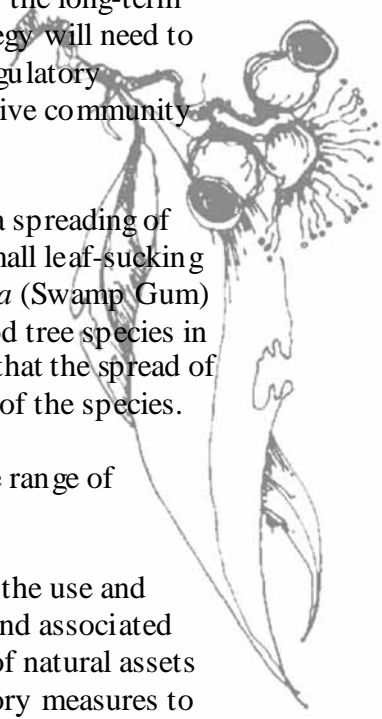 the long-term
egy will need to
gulatory
ive community
a spreading of
nall leaf-sucking
a (Swamp Gum)
od tree species in
that the spread of
of the species.
e range of
the use and
nd associated
of natural assets
ory measures to